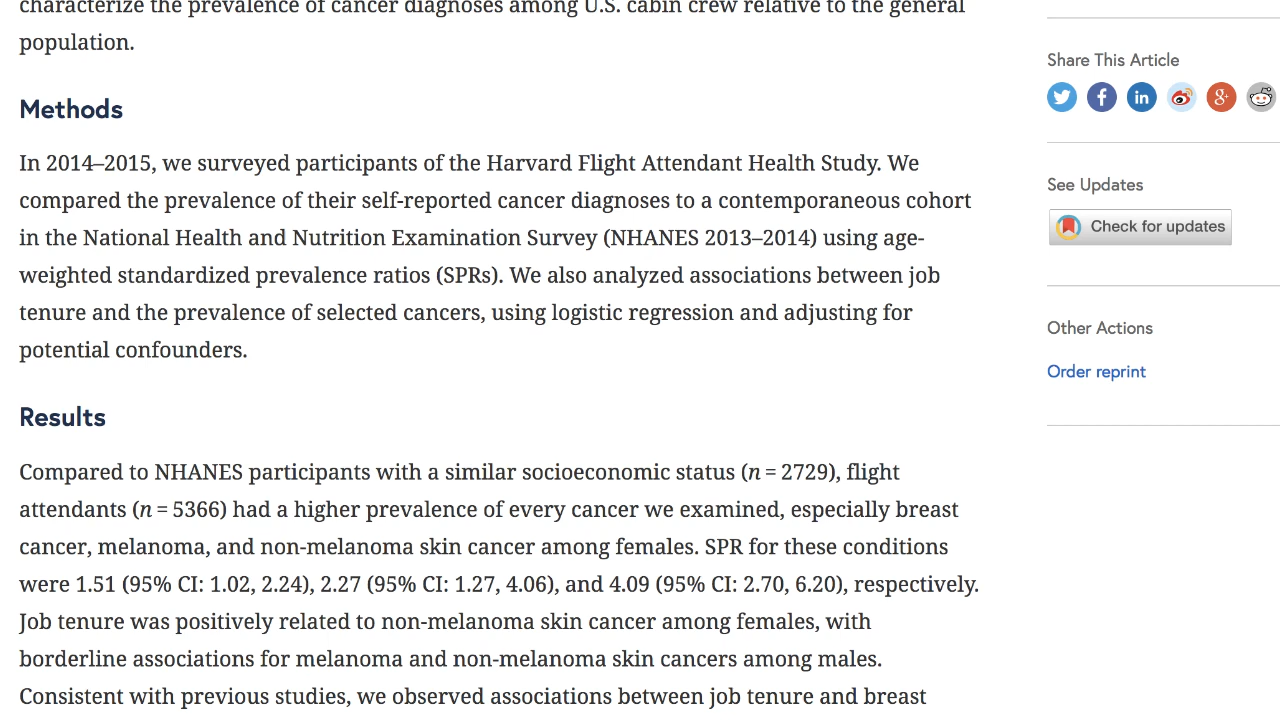 characterize the prevalence of cancer diagnoses among U.S. cabin crew relative to the general
population.
Methods
In 2014–2015, we surveyed participants of the Harvard Flight Attendant Health Study. We
compared the prevalence of their self-reported cancer diagnoses to a contemporaneous cohort
in the National Health and Nutrition Examination Survey (NHANES 2013–2014) using age-
weighted standardized prevalence ratios (SPRs). We also analyzed associations between job
tenure and the prevalence of selected cancers, using logistic regression and adjusting for
potential confounders.
Results
Compared to NHANES participants with a similar socioeconomic status (n = 2729), flight
attendants (n = 5366) had a higher prevalence of every cancer we examined, especially breast
cancer, melanoma, and non-melanoma skin cancer among females. SPR for these conditions
were 1.51 (95% CI: 1.02, 2.24), 2.27 (95% CI: 1.27, 4.06), and 4.09 (95% CI: 2.70, 6.20), respectively.
Job tenure was positively related to non-melanoma skin cancer among females, with
borderline associations for melanoma and non-melanoma skin cancers among males.
Consistent with previous studies, we observed associations between job tenure and breast
Share This Article
f in g+
See Updates
Check for updates
Other Actions
Order reprint